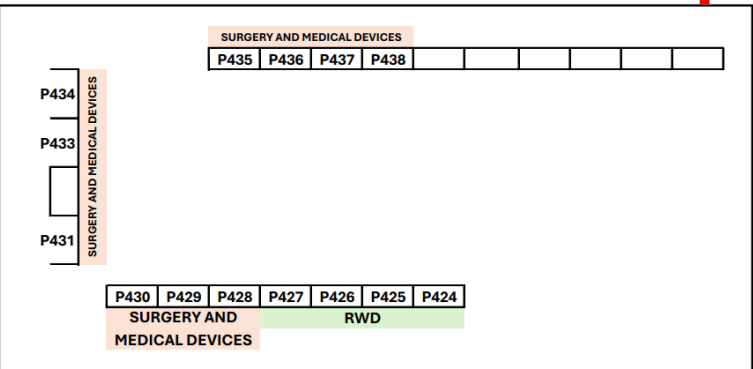 SURGERY AND MEDICAL DEVICES
P435 P436 P437 P438
P434
P433
P431
SURGERY AND MEDICAL DEVICES
P430 P429 P428 P427 P426 P425 P424
SURGERY AND
MEDICAL DEVICES
RWD